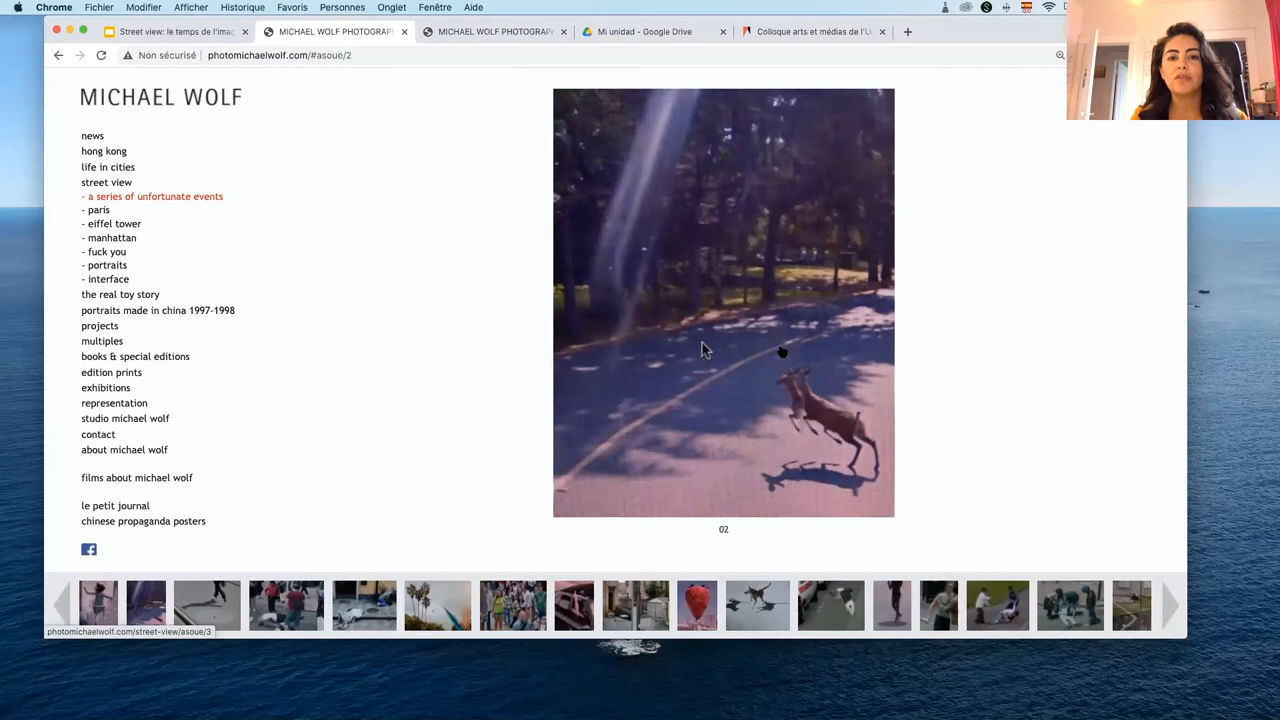 Chrome Fichier Modifier Afficher Historique Favoris Personnes Onglet Fenêtre Aide
Street view: le temps de l'imag
MICHAEL WOLF PHOTOGRAP
MICHAEL WOLF PHOTOGRAP
Mi unidad - Google Drive
Colloque arts et médias de l'U
Non sécurisé photomichaelwolf.com/#asoue/2
MICHAEL WOLF
news
hong kong
life in cities
street view
- a series of unfortunate events
- paris
- eiffel tower
- manhattan
- fuck you
- portraits
- interface
the real toy story
portraits made in china 1997-1998
projects
multiples
books & special editions
edition prints
exhibitions
representation
studio michael wolf
contact
about michael wolf
films about michael wolf
le petit journal
chinese propaganda posters
02
photomichaelwolf.com/street-view/asoue/3